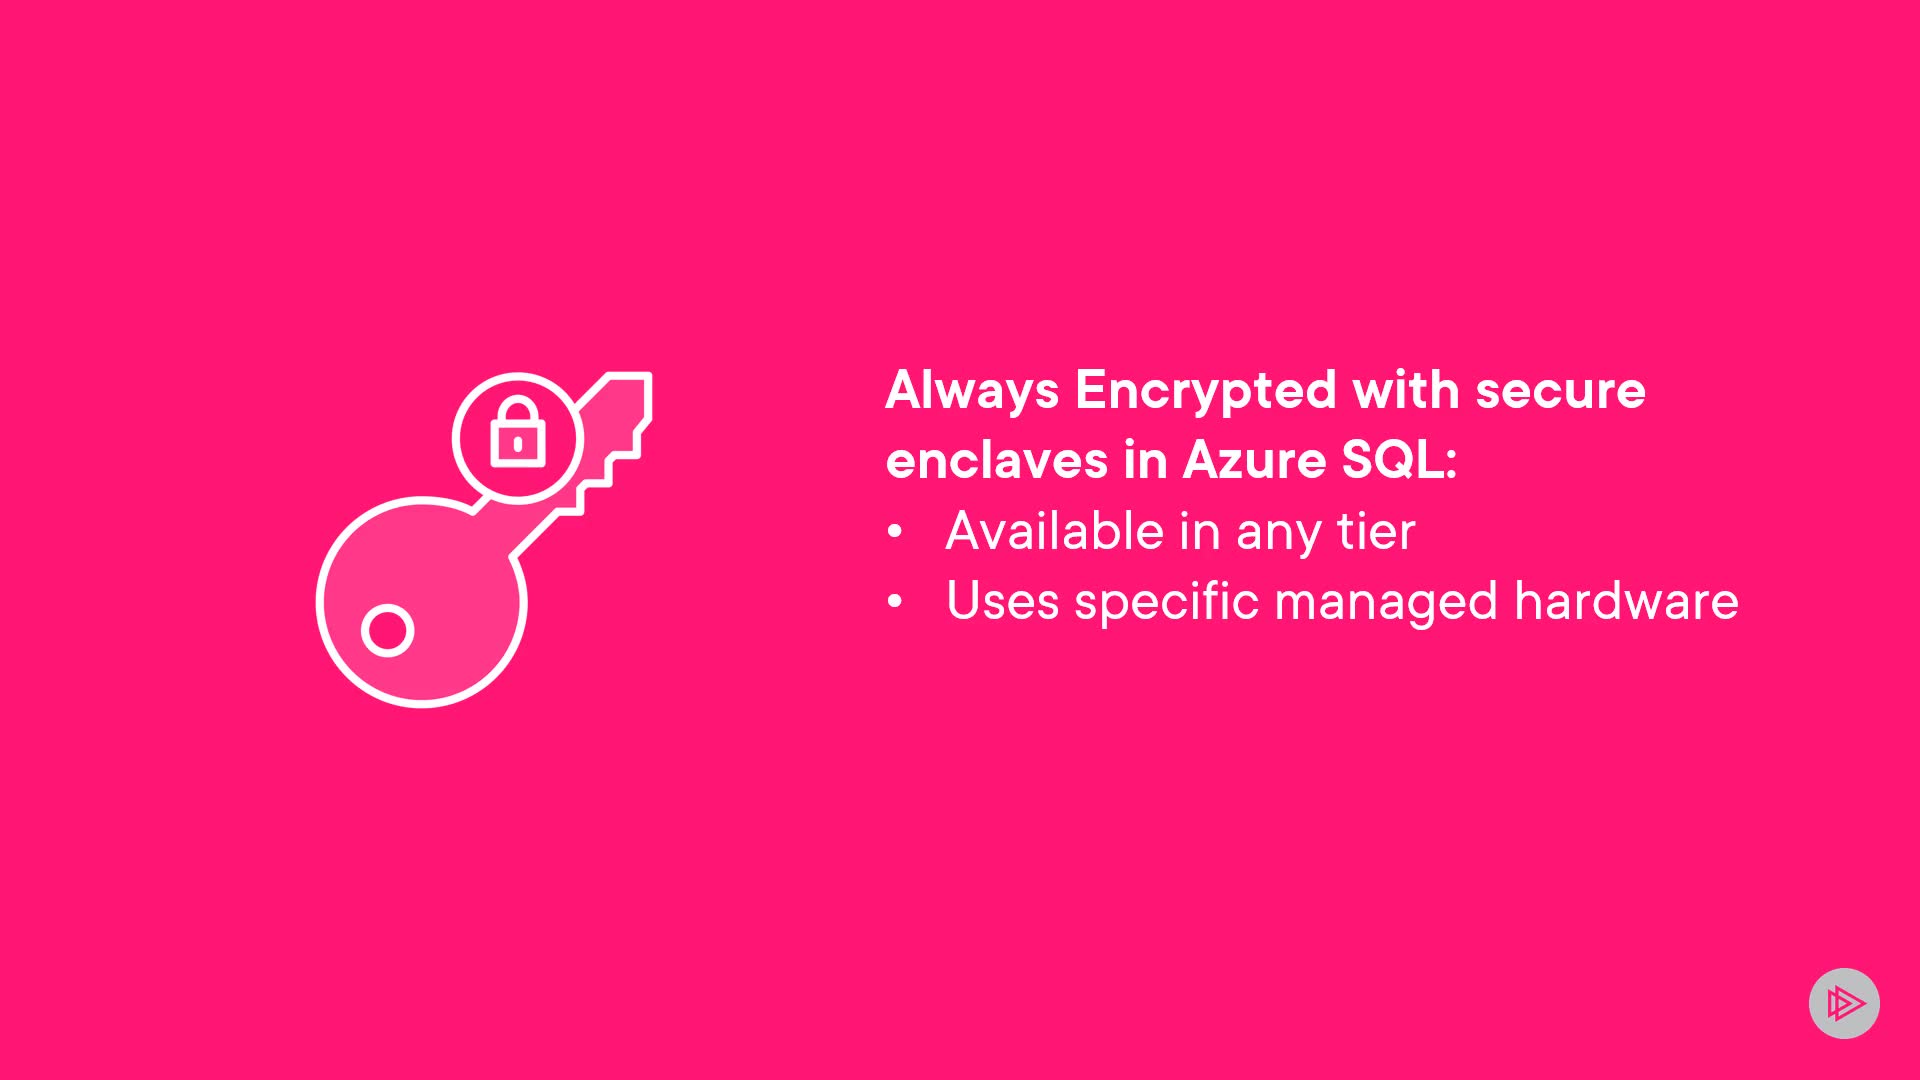 Always Encrypted with secure
enclaves in Azure SQL:
• Available in any tier
• Uses specific managed hardware